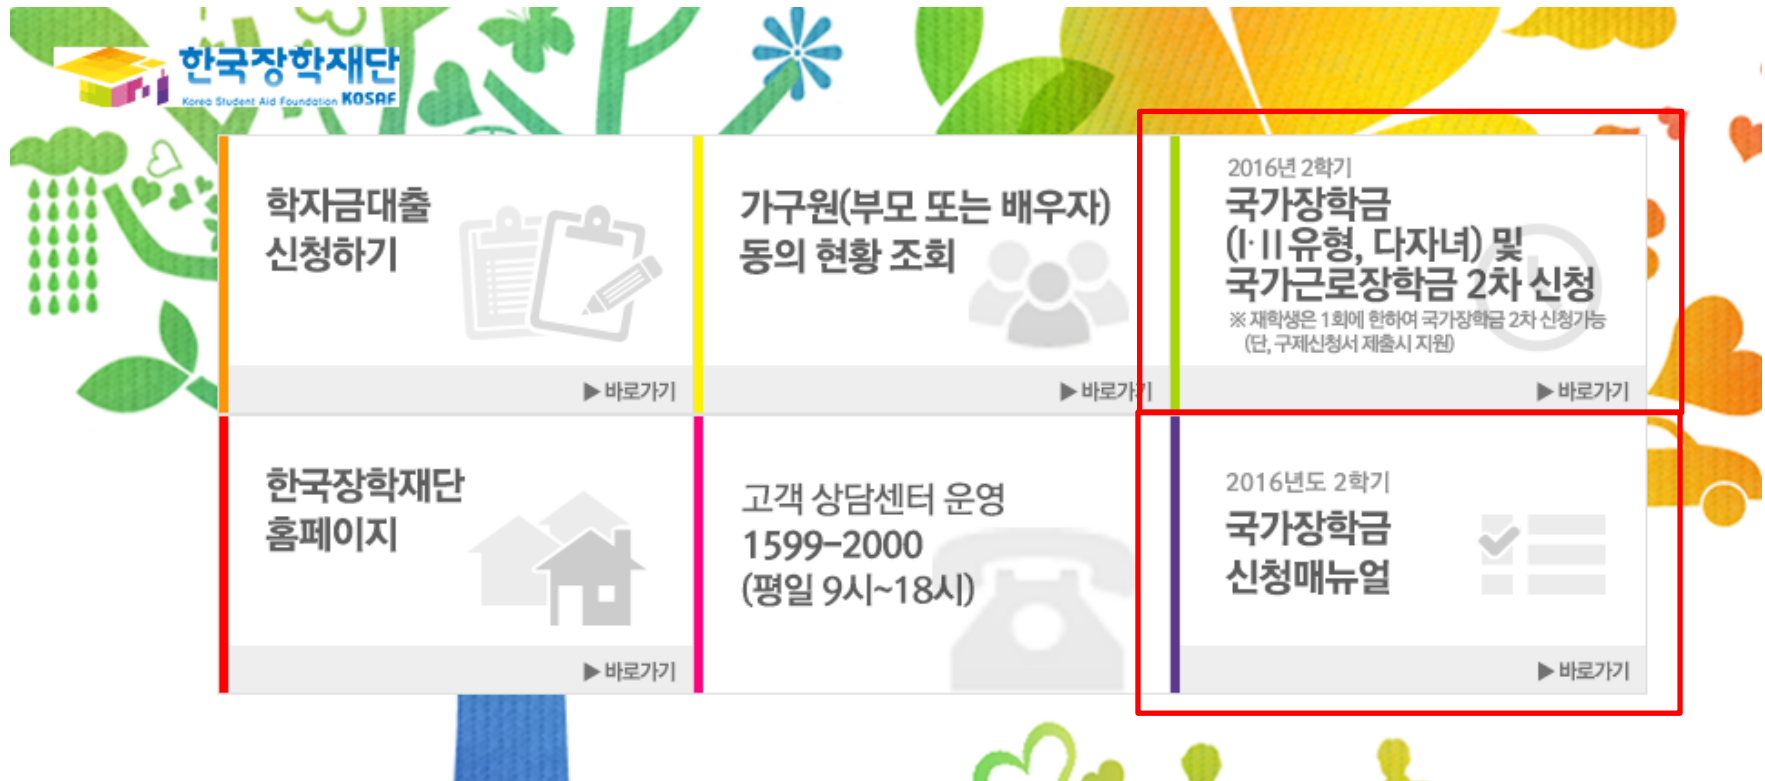 한국장학재단
Korea Student Aid Foundation KOSAF
학자금대출
신청하기
▶ 바로가기
가구원(부모 또는 배우자)
동의 현황 조회
▶ 바로가기
2016년 2학기
국가장학금
(I·II유형, 다자녀) 및
국가근로장학금 2차 신청
※ 재학생은 1회에 한하여 국가장학금 2차 신청가능
(단, 구제신청서 제출시 지원)
▶ 바로가기
한국장학재단
홈페이지
▶ 바로가기
고객 상담센터 운영
1599-2000
(평일 9시~18시)
2016년도 2학기
국가장학금
신청매뉴얼
▶ 바로가기